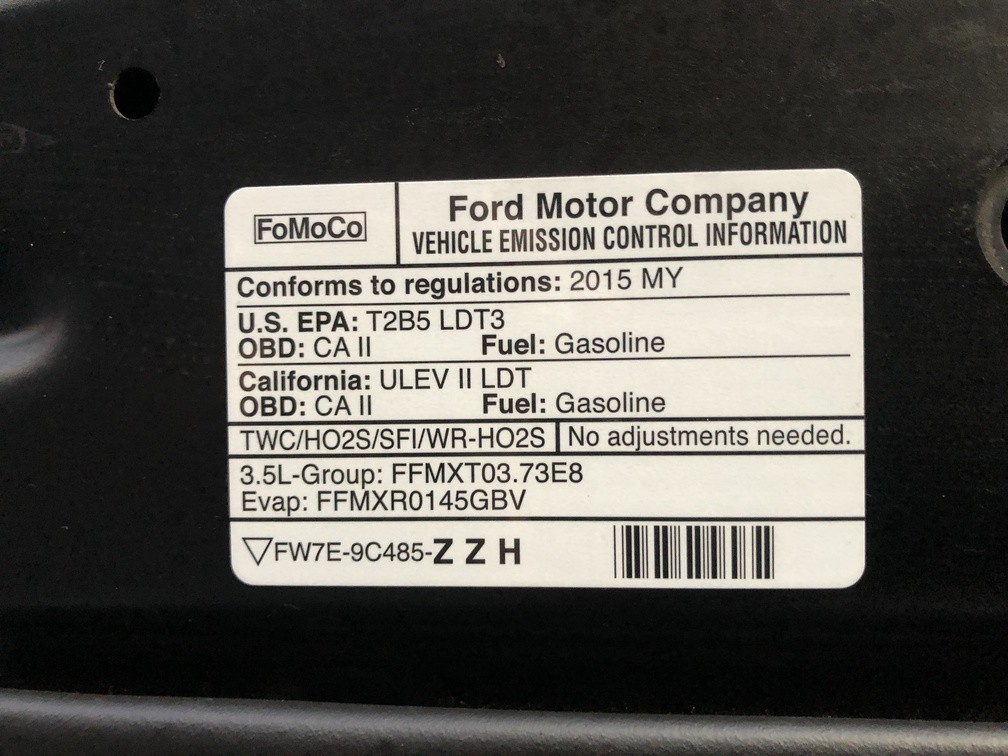 FoMoCo
Ford Motor Company
VEHICLE EMISSION CONTROL INFORMATION
Conforms to regulations: 2015 MY
U.S. EPA: T2B5 LDT3
OBD: CA II Fuel: Gasoline
California: ULEV II LDT
OBD: CA II Fuel: Gasoline
TWC/HO2S/SFI/WR-HO2S No adjustments needed.
3.5L-Group: FFMXT03.73E8
Evap: FFMXR0145GBV
FW7E-9C485-Z Z H